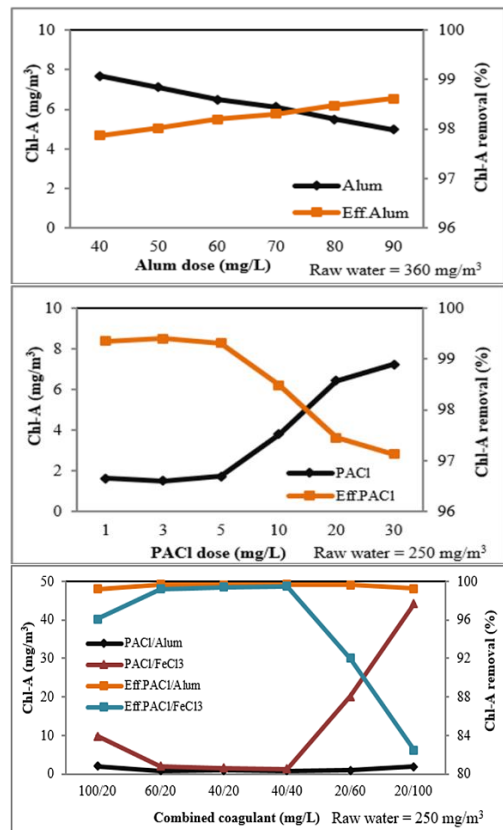 10 100
8 99
6
4 98
2 97
0 96
Chl-A (mg/m3)
Chl-A removal (%)
Alum
Eff.Alum
40 50 60 70 80 90
Alum dose (mg/L) Raw water = 360 mg/m3
10 100
8 99
6
98
4
2 97
0 96
Chl-A (mg/m3)
Chl-A removal (%)
PACl
Eff.PACl
1 3 5 10 20 30
PACl dose (mg/L) Raw water = 250 mg/m3
50 100
40 96
30 92
20 88
10 84
0 80
Chl-A (mg/m3)
Chl-A removal (%)
PACl/Alum
PACl/FeCl3
Eff.PACl/Alum
Eff.PACl/FeCl3
100/20 60/20 40/20 40/40 20/60 20/100
Combined coagulant (mg/L) Raw water = 250 mg/m3